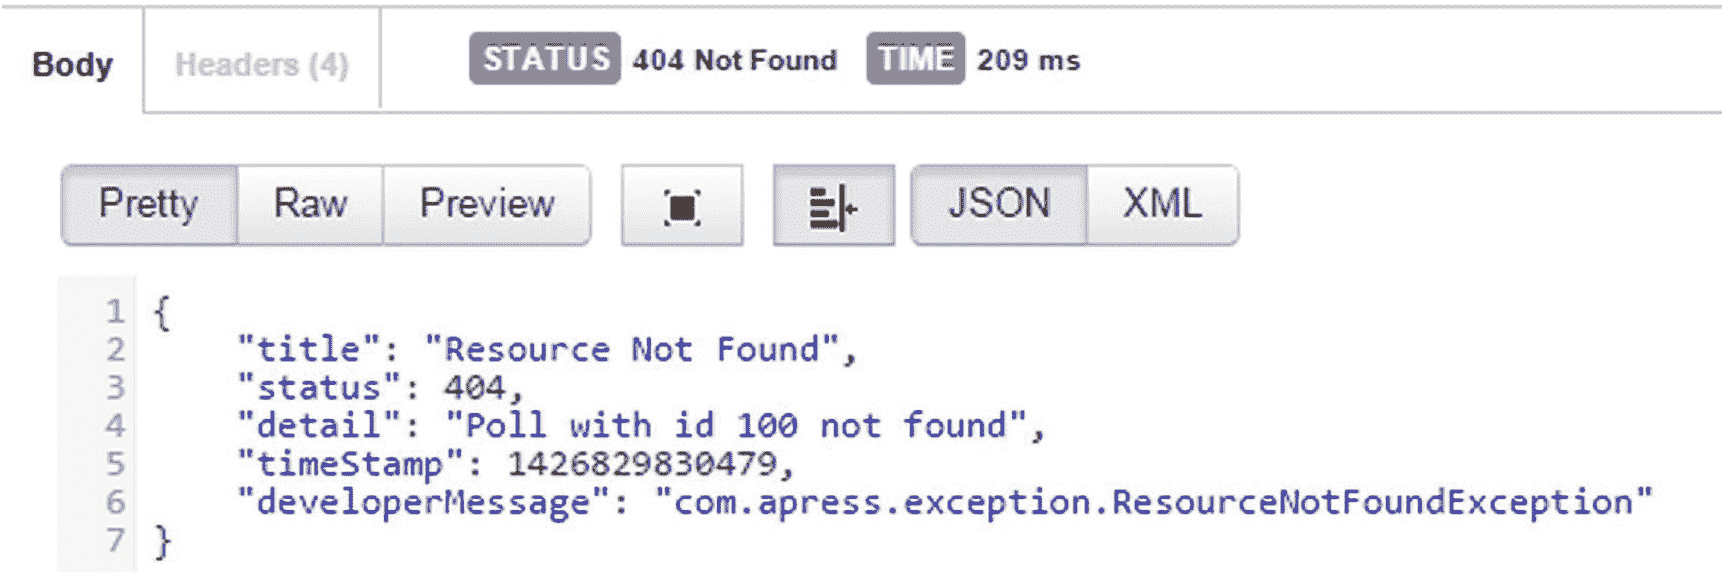 Body Headers (4) STATUS 404 Not Found TIME 209 ms
Pretty Raw Preview JSON XML
1 {
2 "title": "Resource Not Found",
3 "status": 404,
4 "detail": "Poll with id 100 not found",
5 "timeStamp": 1426829830479,
6 "developerMessage": "com.apress.exception.ResourceNotFoundException"
7 }